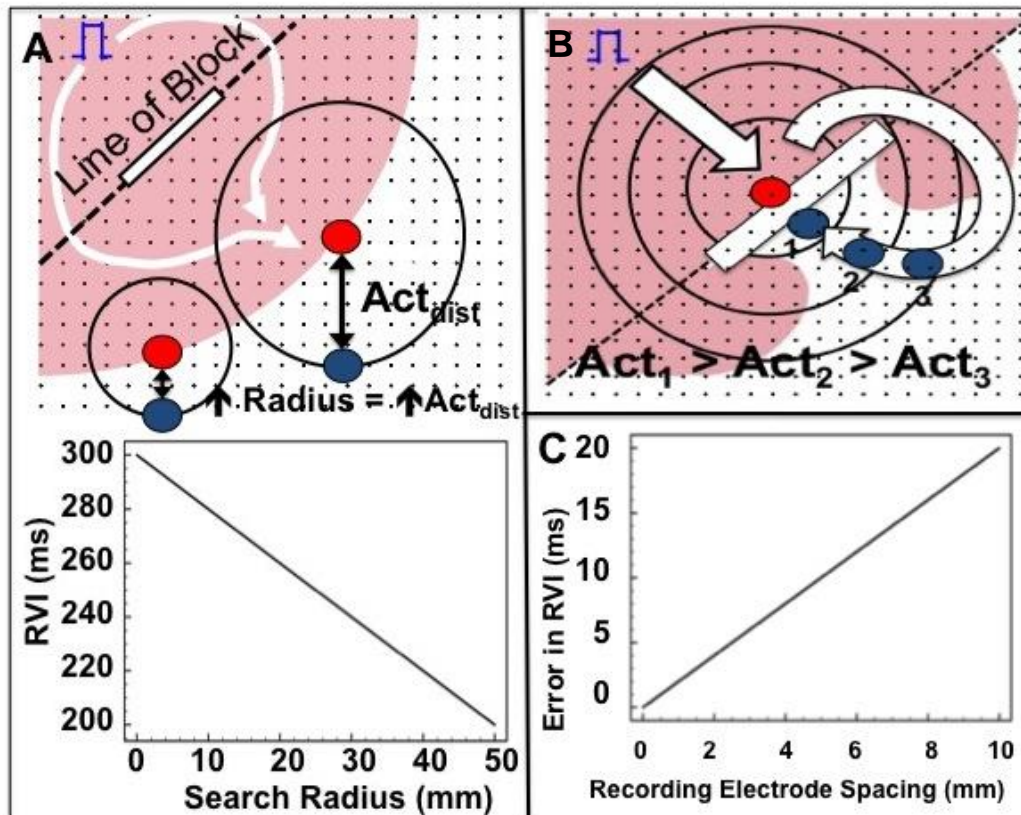 A
Line of Block
Act dist
↑ Radius = ↑Act dist
RVI (ms)
300
280
260
240
220
200
0 10 20 30 40 50
Search Radius (mm)
B
1
2
3
Act1 > Act2 > Act3
C
Error in RVI (ms)
20
15
10
5
0
0 2 4 6 8 10
Recording Electrode Spacing (mm)